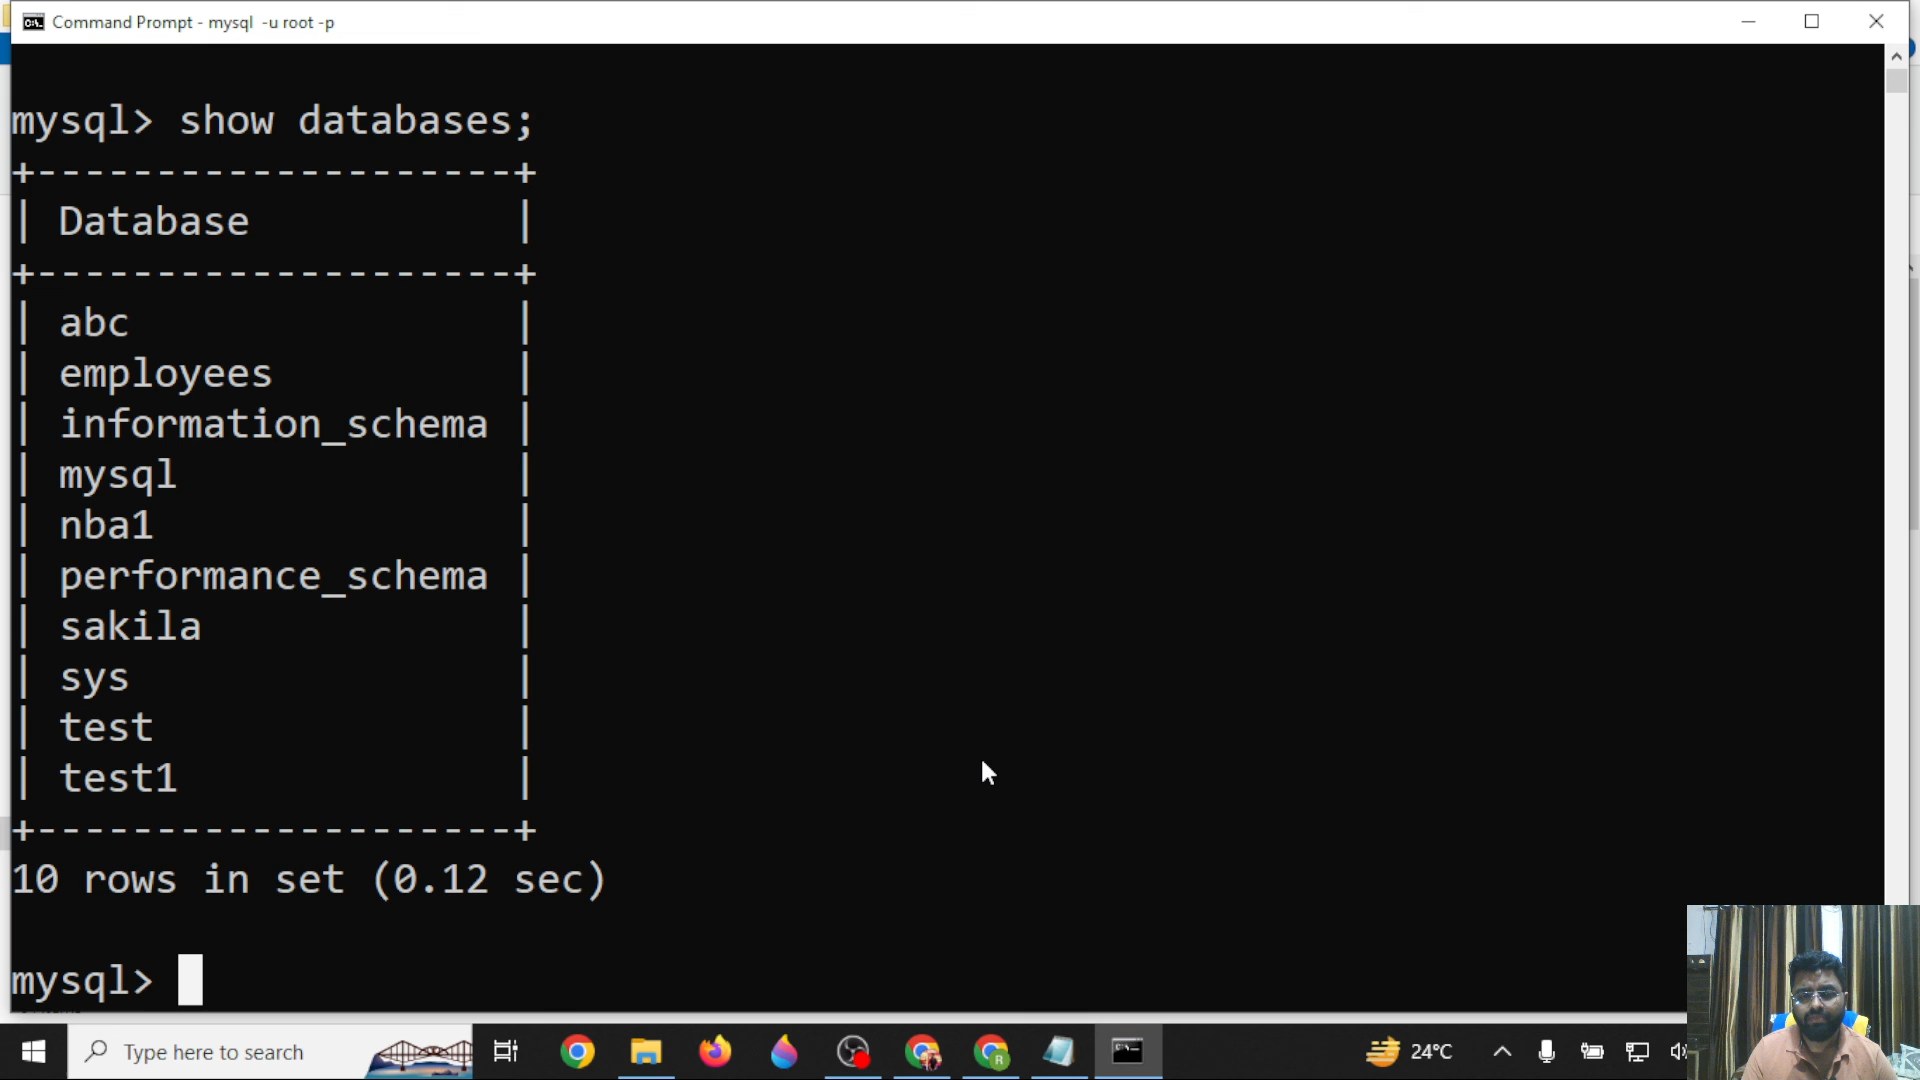 Command Prompt - mysql -u root -p
mysql> show databases;
+--------------------+
| Database           |
+--------------------+
| abc                |
| employees          |
| information_schema |
| mysql              |
| nba1               |
| performance_schema |
| sakila             |
| sys                |
| test               |
| test1              |
+--------------------+
10 rows in set (0.12 sec)
mysql>
Type here to search
24°C